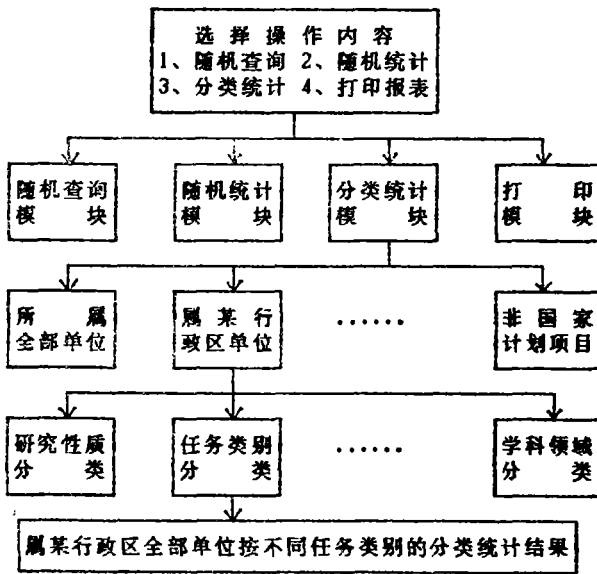 选择操作内容
1、随机查询 2、随机统计
3、分类统计 4、打印报表
随机查询
模块
随机统计
模块
分类统计
模块
打印
模块
所属
全部单位
属某行
政区单位
······
非国家
计划项目
研究性质
分类
任务类别
分类
······
学科领域
分类
属某行政区全部单位按不同任务类别的分类统计结果